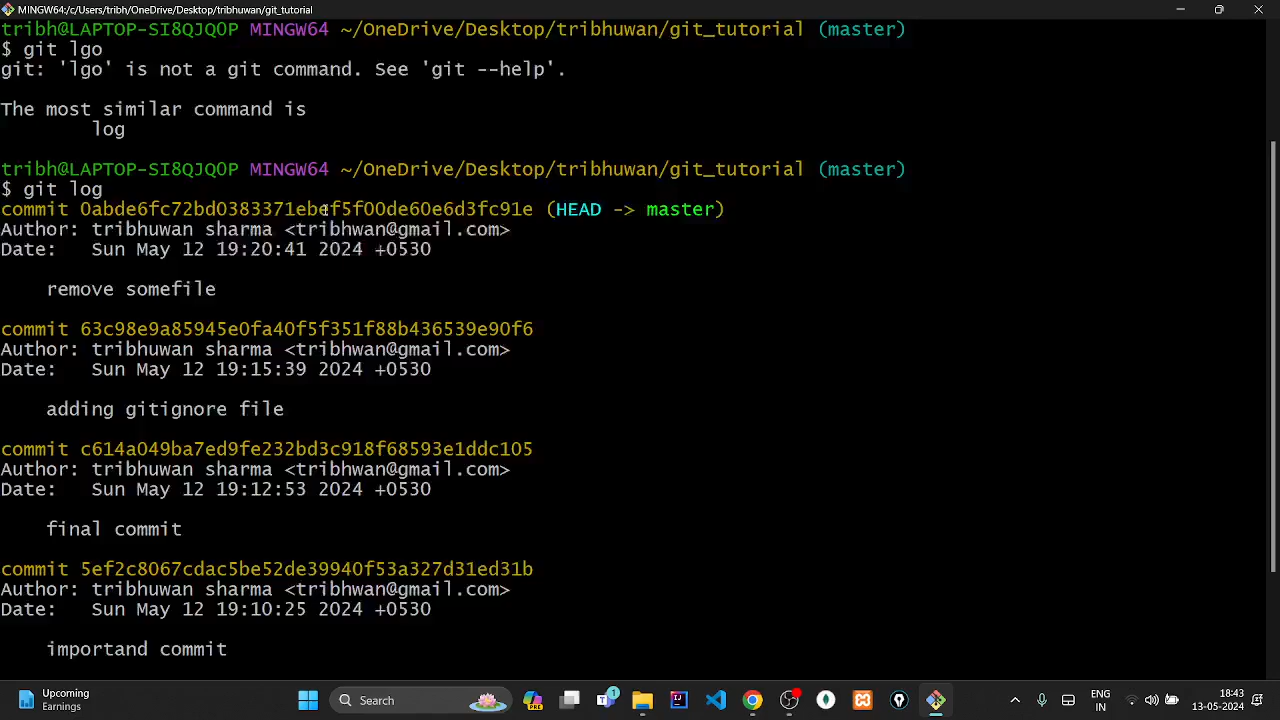 MINGW64:/c/Users/tribh/OneDrive/Desktop/tribhuwan/git_tutorial
tribh@LAPTOP-SI8QJQ0P MINGW64 ~/OneDrive/Desktop/tribhuwan/git_tutorial (master)
$ git lgo
git: 'lgo' is not a git command. See 'git --help'.
The most similar command is
log
tribh@LAPTOP-SI8QJQ0P MINGW64 ~/OneDrive/Desktop/tribhuwan/git_tutorial (master)
$ git log
commit 0abde6fc72bd0383371ebef5f00de60e6d3fc91e (HEAD -> master)
Author: tribhuwan sharma <tribhwan@gmail.com>
Date:   Sun May 12 19:20:41 2024 +0530
remove somefile
commit 63c98e9a85945e0fa40f5f351f88b436539e90f6
Author: tribhuwan sharma <tribhwan@gmail.com>
Date:   Sun May 12 19:15:39 2024 +0530
adding gitignore file
commit c614a049ba7ed9fe232bd3c918f68593e1ddc105
Author: tribhuwan sharma <tribhwan@gmail.com>
Date:   Sun May 12 19:12:53 2024 +0530
final commit
commit 5ef2c8067cdac5be52de39940f53a327d31ed31b
Author: tribhuwan sharma <tribhwan@gmail.com>
Date:   Sun May 12 19:10:25 2024 +0530
importand commit
Upcoming
Earnings
Search
PRE
1
ENG
IN
18:43
13-05-2024